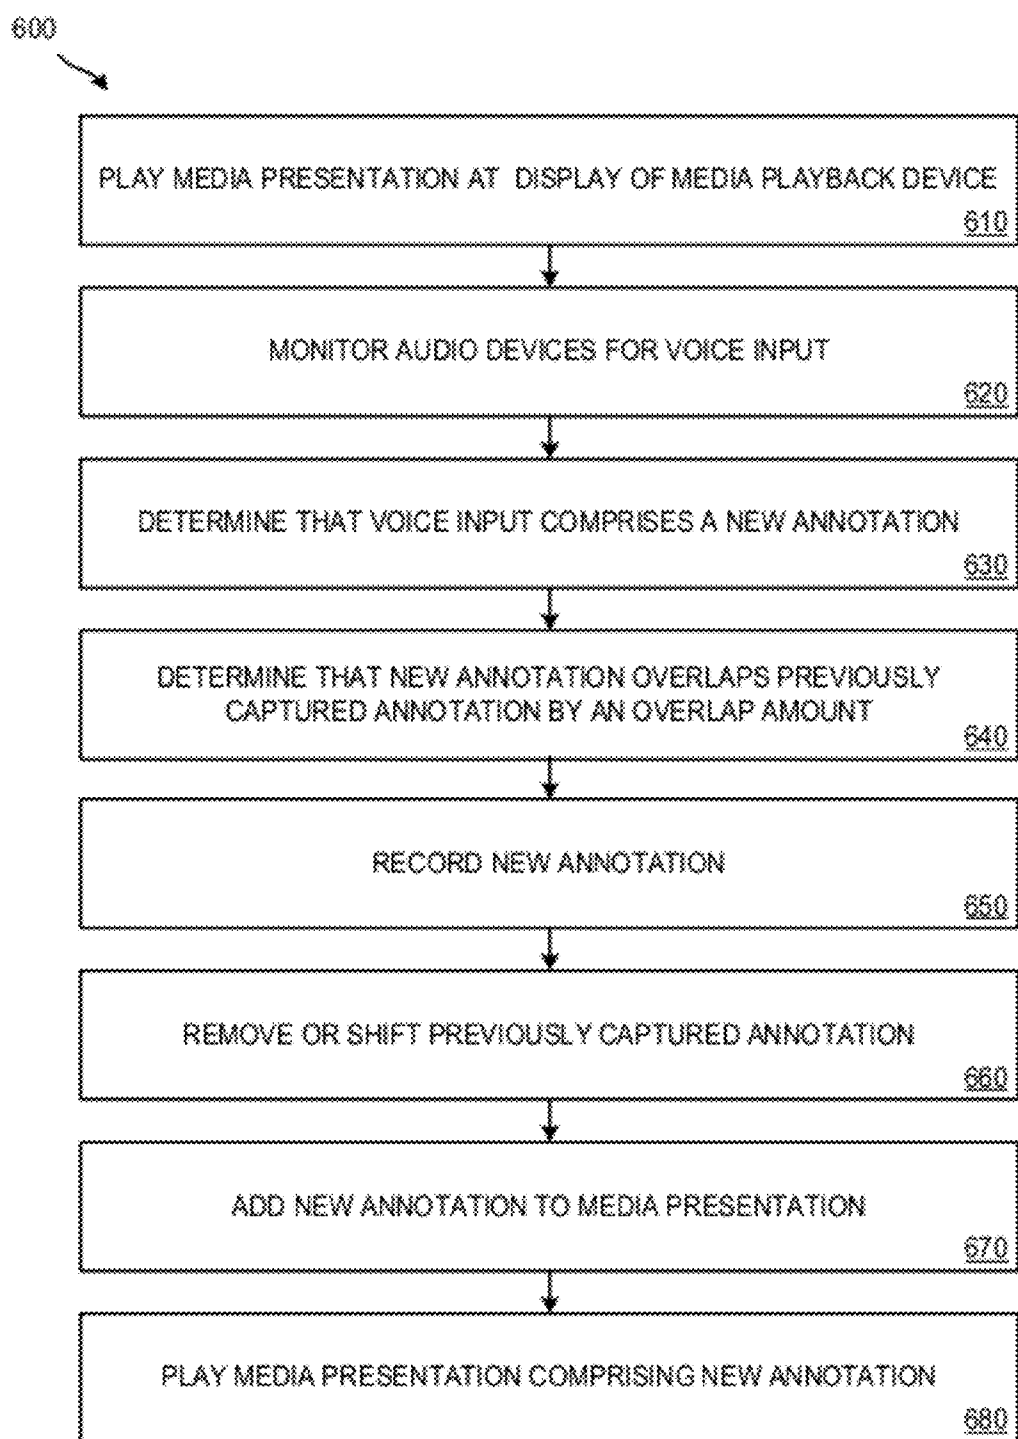 600
PLAY MEDIA PRESENTATION AT DISPLAY OF MEDIA PLAYBACK DEVICE
610
MONITOR AUDIO DEVICES FOR VOICE INPUT
620
DETERMINE THAT VOICE INPUT COMPRISES A NEW ANNOTATION
630
DETERMINE THAT NEW ANNOTATION OVERLAPS PREVIOUSLY
CAPTURED ANNOTATION BY AN OVERLAP AMOUNT
640
RECORD NEW ANNOTATION
650
REMOVE OR SHIFT PREVIOUSLY CAPTURED ANNOTATION
660
ADD NEW ANNOTATION TO MEDIA PRESENTATION
670
PLAY MEDIA PRESENTATION COMPRISING NEW ANNOTATION
680